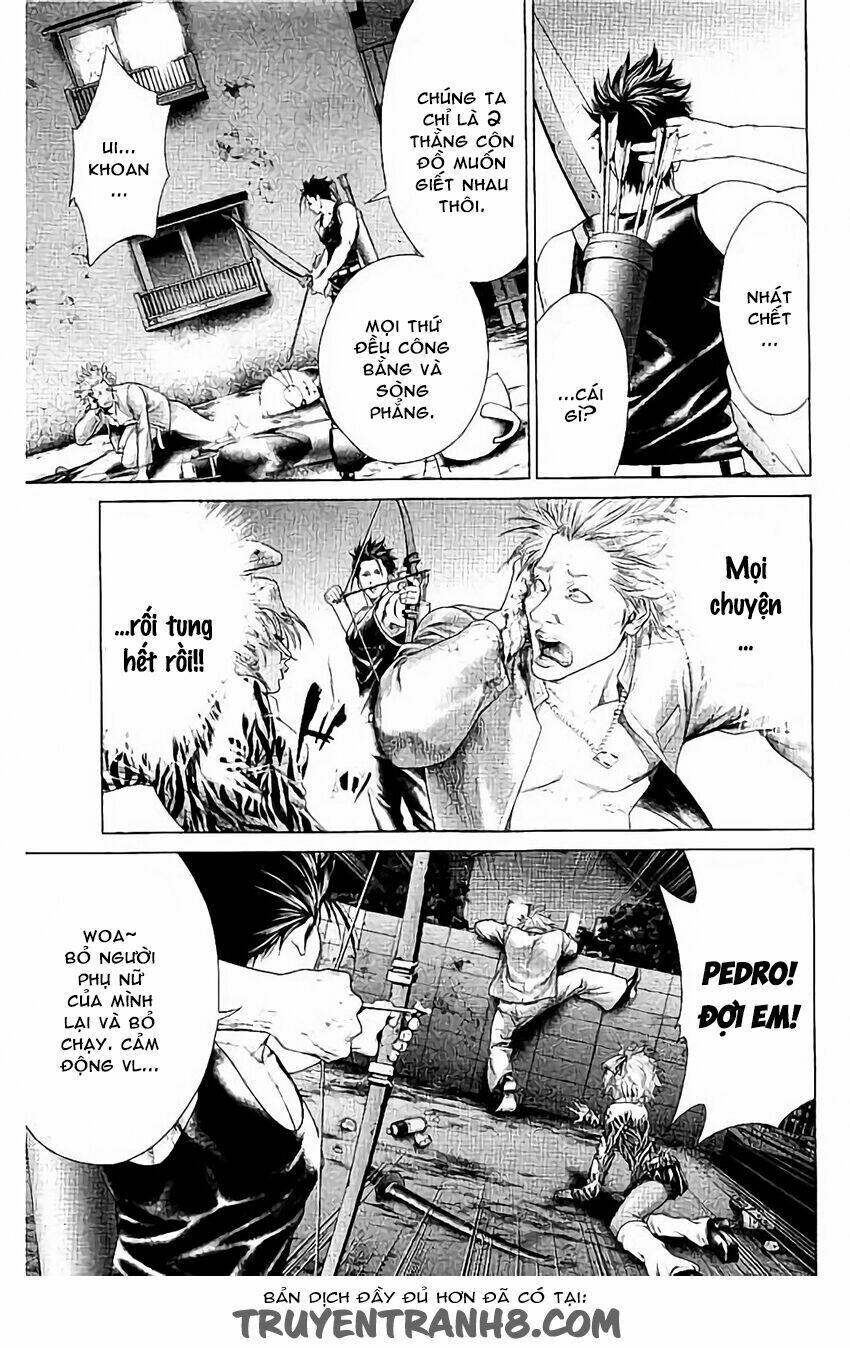 NHÁT
CHẾT
...
...CÁI
GÌ?
CHÚNG TA
CHỈ LÀ 2
THẰNG CÔN
ĐỒ MUỐN
GIẾT NHAU
THÔI.
MỌI THỨ
ĐỀU CÔNG
BẰNG VÀ
SÒNG
PHẲNG.
UI...
KHOAN
...
Mọi
chuyện
...
...rối tung
hết rồi!!
PEDRO!
ĐỢI EM!
WOA~
BỎ NGƯỜI
PHỤ NỮ
CỦA MÌNH
LẠI VÀ BỎ
CHẠY. CẢM
ĐỘNG VL...
BẢN DỊCH ĐẦY ĐỦ HƠN ĐÃ CÓ TẠI:
TRUYENTRANH8.COM